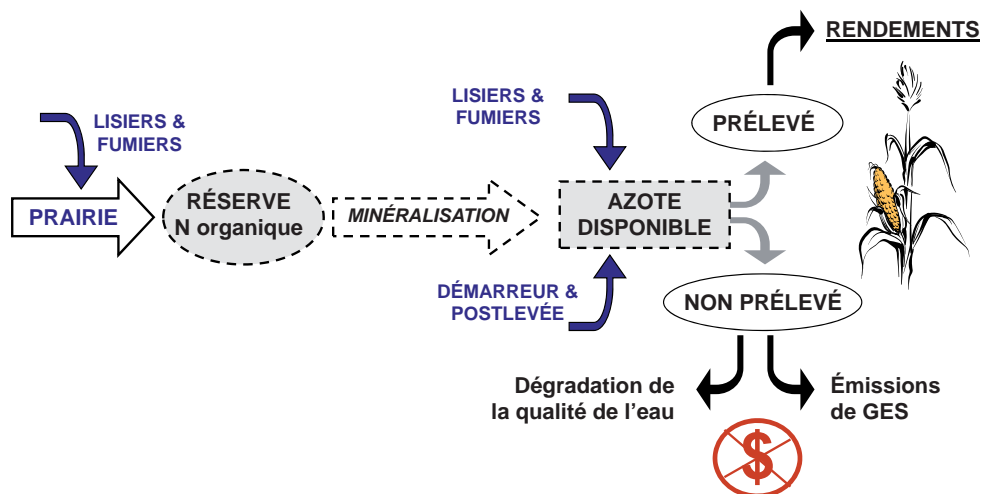 RENDEMENTS
LISIERS &
FUMIERS
LISIERS &
FUMIERS
PRÉLEVÉ
PRAIRIE
RÉSERVE
N organique
MINÉRALISATION
AZOTE
DISPONIBLE
DÉMARREUR &
POSTLEVÉE
NON PRÉLEVÉ
Dégradation de
la qualité de l’eau
Émissions
de GES
$